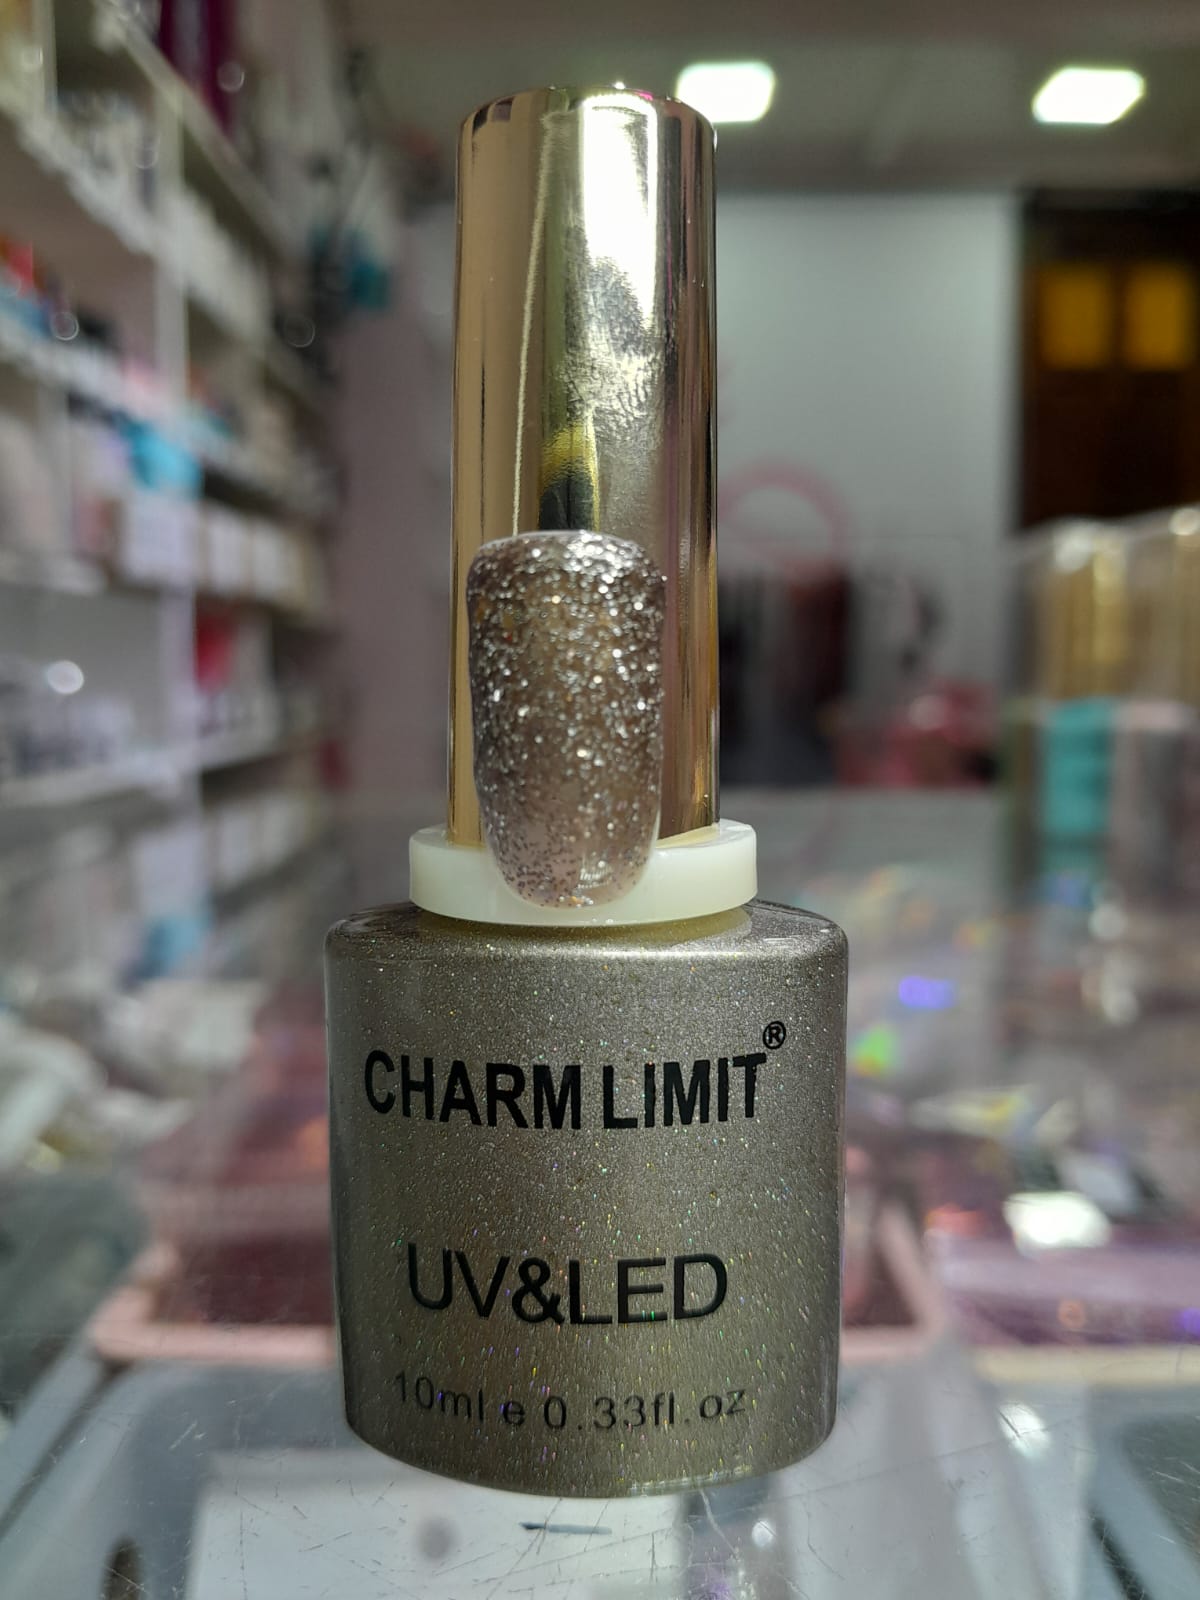 CHARM LIMIT®
UV&LED
10ml e 0.33fl.oz